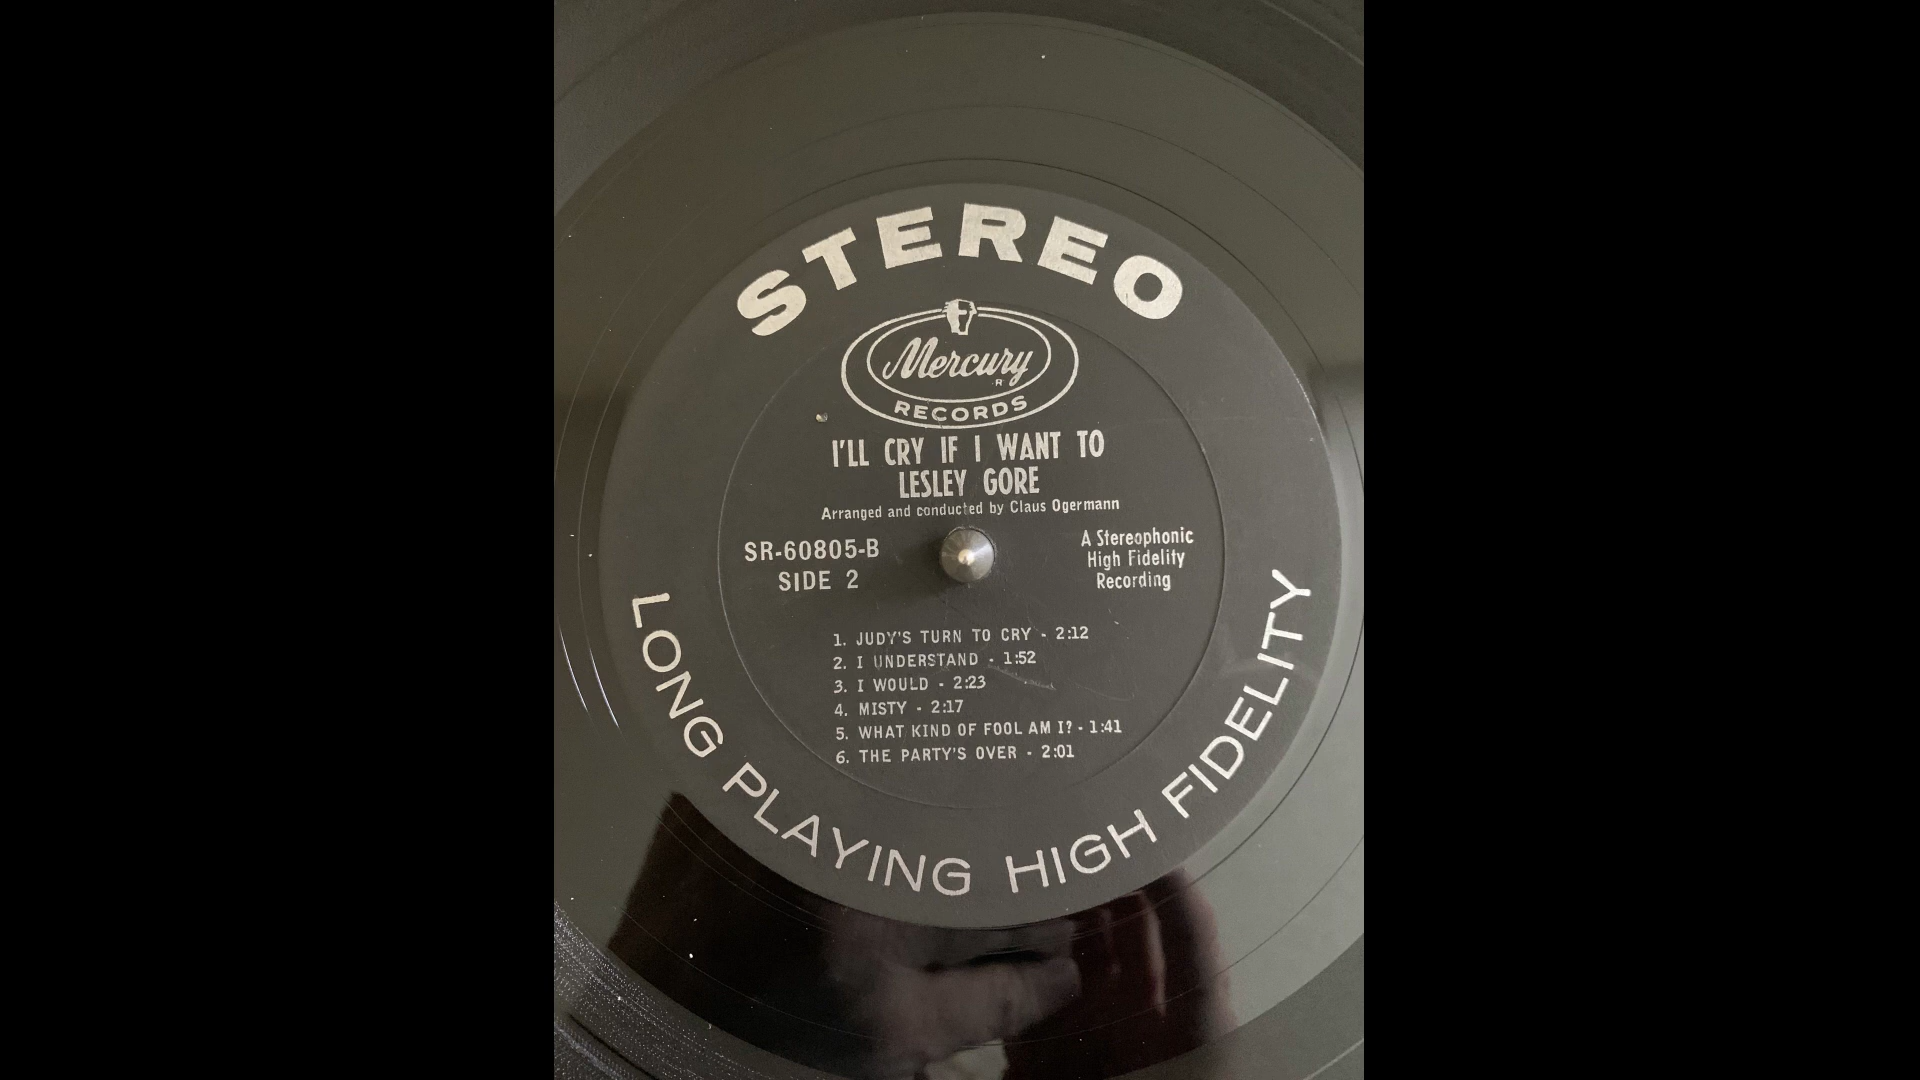 STEREO
Mercury
R
RECORDS
I'LL CRY IF I WANT TO
LESLEY GORE
Arranged and conducted by Claus Ogermann
SR-60805-B
SIDE 2
A Stereophonic
High Fidelity
Recording
1. JUDY'S TURN TO CRY - 2:12
2. I UNDERSTAND - 1:52
3. I WOULD - 2:23
4. MISTY - 2:17
5. WHAT KIND OF FOOL AM I? - 1:41
6. THE PARTY'S OVER - 2:01
LONG PLAYING HIGH FIDELITY